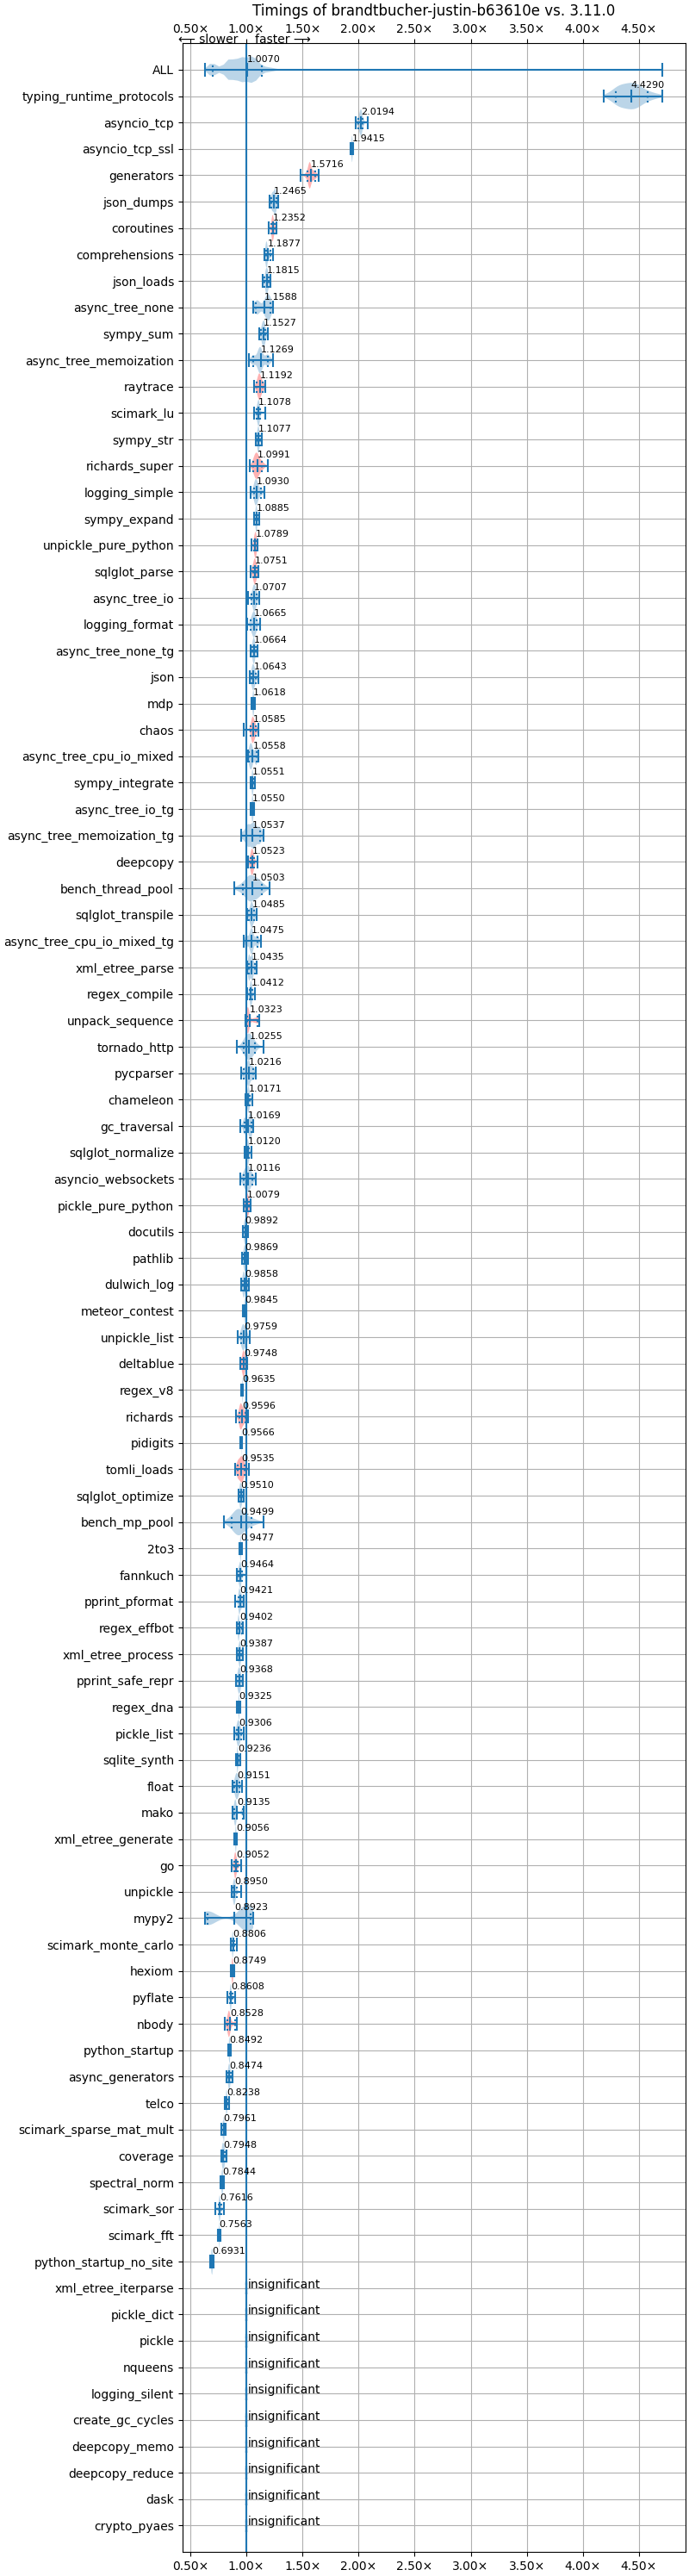 Timings of brandtbucher-justin-b63610e vs. 3.11.0
0.50× 1.00× 1.50× 2.00× 2.50× 3.00× 3.50× 4.00× 4.50×
⟵ slower faster ⟶
ALL 1.0070
typing_runtime_protocols 4.4290
asyncio_tcp 2.0194
asyncio_tcp_ssl 1.9415
generators 1.5716
json_dumps 1.2465
coroutines 1.2352
comprehensions 1.1877
json_loads 1.1815
async_tree_none 1.1588
sympy_sum 1.1527
async_tree_memoization 1.1269
raytrace 1.1192
scimark_lu 1.1078
sympy_str 1.1077
richards_super 1.0991
logging_simple 1.0930
sympy_expand 1.0885
unpickle_pure_python 1.0789
sqlglot_parse 1.0751
async_tree_io 1.0707
logging_format 1.0665
async_tree_none_tg 1.0664
json 1.0643
mdp 1.0618
chaos 1.0585
async_tree_cpu_io_mixed 1.0558
sympy_integrate 1.0551
async_tree_io_tg 1.0550
async_tree_memoization_tg 1.0537
deepcopy 1.0523
bench_thread_pool 1.0503
sqlglot_transpile 1.0485
async_tree_cpu_io_mixed_tg 1.0475
xml_etree_parse 1.0435
regex_compile 1.0412
unpack_sequence 1.0323
tornado_http 1.0255
pycparser 1.0216
chameleon 1.0171
gc_traversal 1.0169
sqlglot_normalize 1.0120
asyncio_websockets 1.0116
pickle_pure_python 1.0079
docutils 0.9892
pathlib 0.9869
dulwich_log 0.9858
meteor_contest 0.9845
unpickle_list 0.9759
deltablue 0.9748
regex_v8 0.9635
richards 0.9596
pidigits 0.9566
tomli_loads 0.9535
sqlglot_optimize 0.9510
bench_mp_pool 0.9499
2to3 0.9477
fannkuch 0.9464
pprint_pformat 0.9421
regex_effbot 0.9402
xml_etree_process 0.9387
pprint_safe_repr 0.9368
regex_dna 0.9325
pickle_list 0.9306
sqlite_synth 0.9236
float 0.9151
mako 0.9135
xml_etree_generate 0.9056
go 0.9052
unpickle 0.8950
mypy2 0.8923
scimark_monte_carlo 0.8806
hexiom 0.8749
pyflate 0.8608
nbody 0.8528
python_startup 0.8492
async_generators 0.8474
telco 0.8238
scimark_sparse_mat_mult 0.7961
coverage 0.7948
spectral_norm 0.7844
scimark_sor 0.7616
scimark_fft 0.7563
python_startup_no_site 0.6931
xml_etree_iterparse insignificant
pickle_dict insignificant
pickle insignificant
nqueens insignificant
logging_silent insignificant
create_gc_cycles insignificant
deepcopy_memo insignificant
deepcopy_reduce insignificant
dask insignificant
crypto_pyaes insignificant
0.50× 1.00× 1.50× 2.00× 2.50× 3.00× 3.50× 4.00× 4.50×